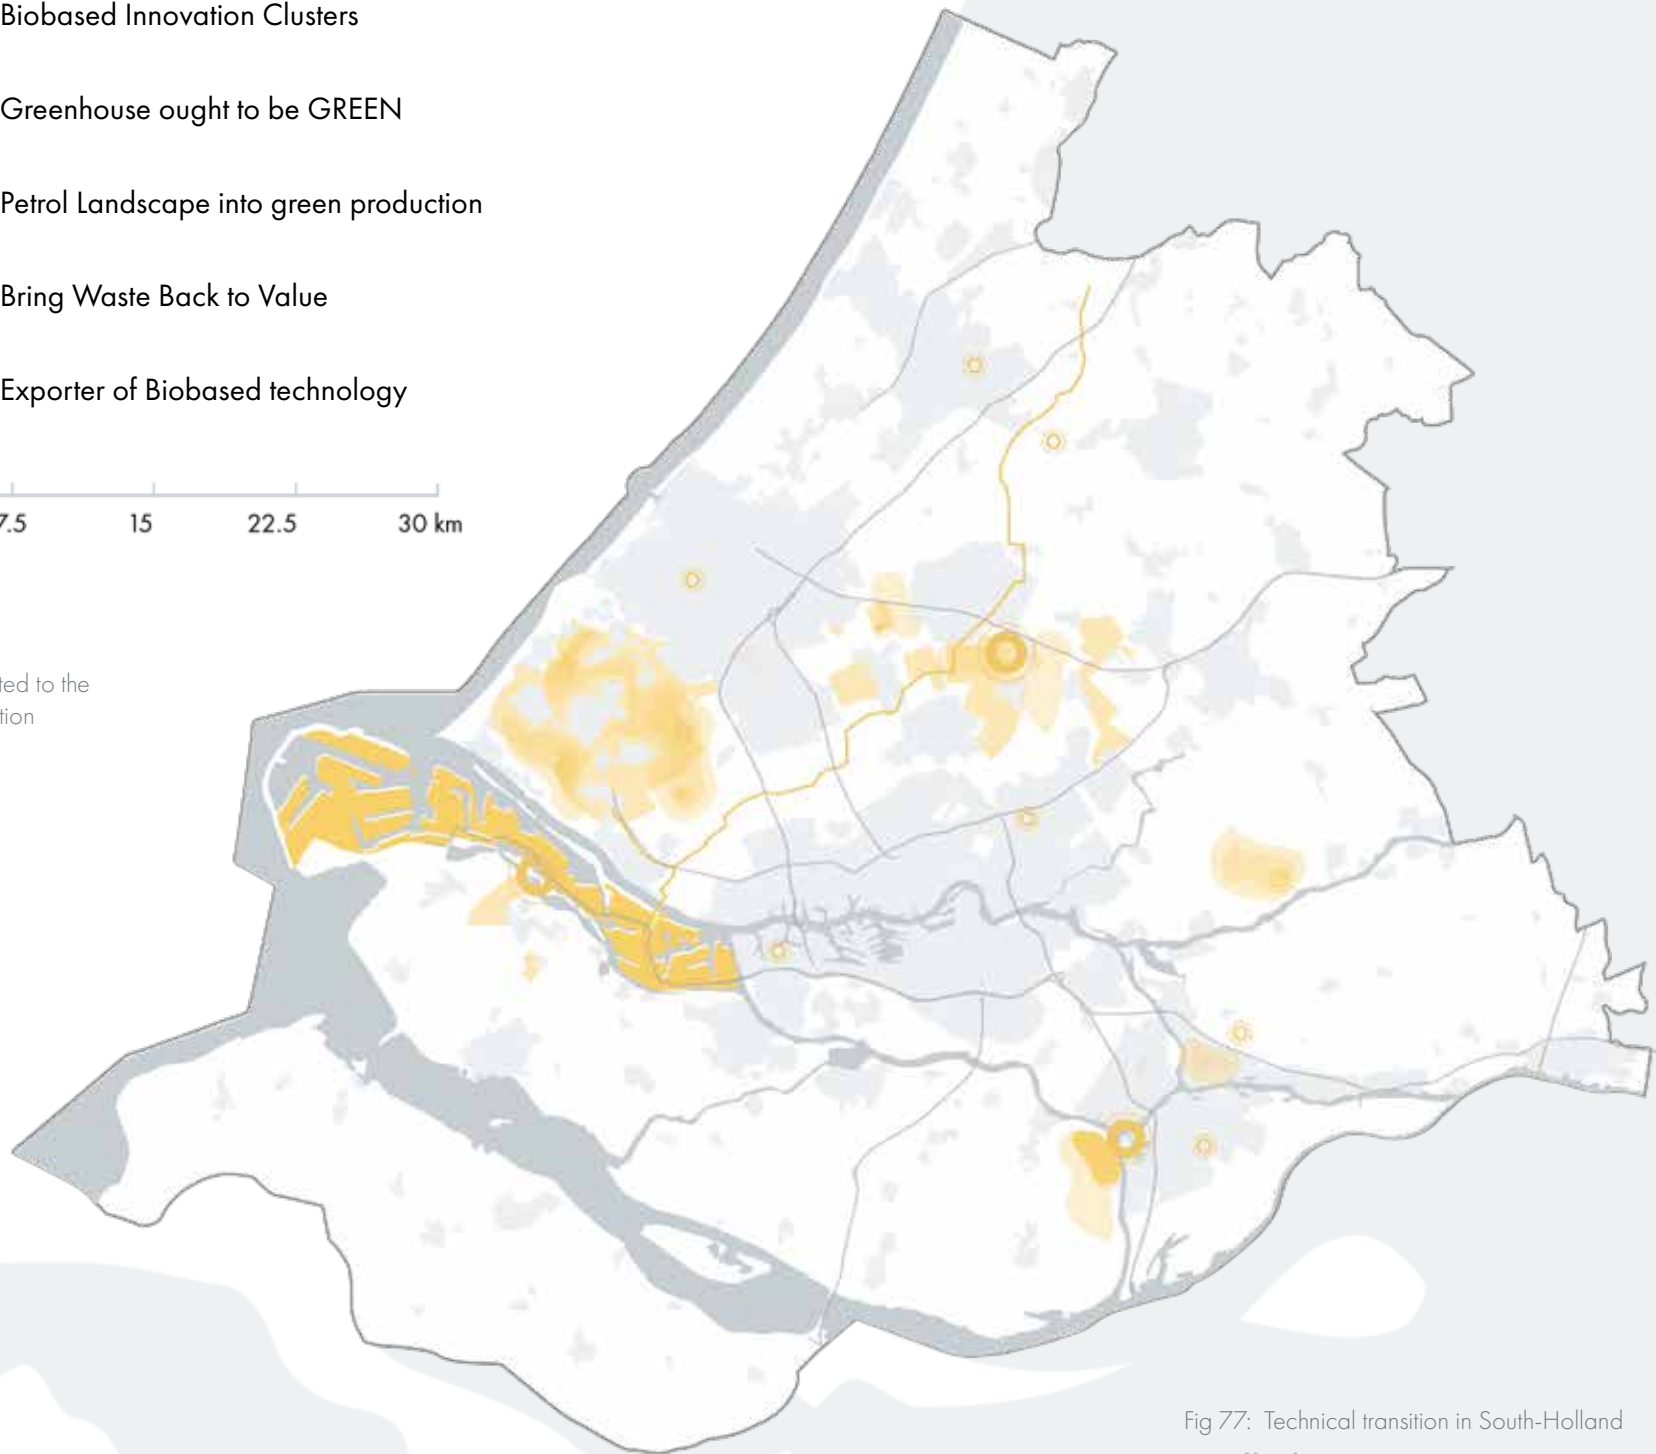 Biobased Innovation Clusters
Greenhouse ought to be GREEN
Petrol Landscape into green production
Bring Waste Back to Value
Exporter of Biobased technology
7.5 15 22.5 30 km
ted to the
tion
Fig 77: Technical transition in South-Holland